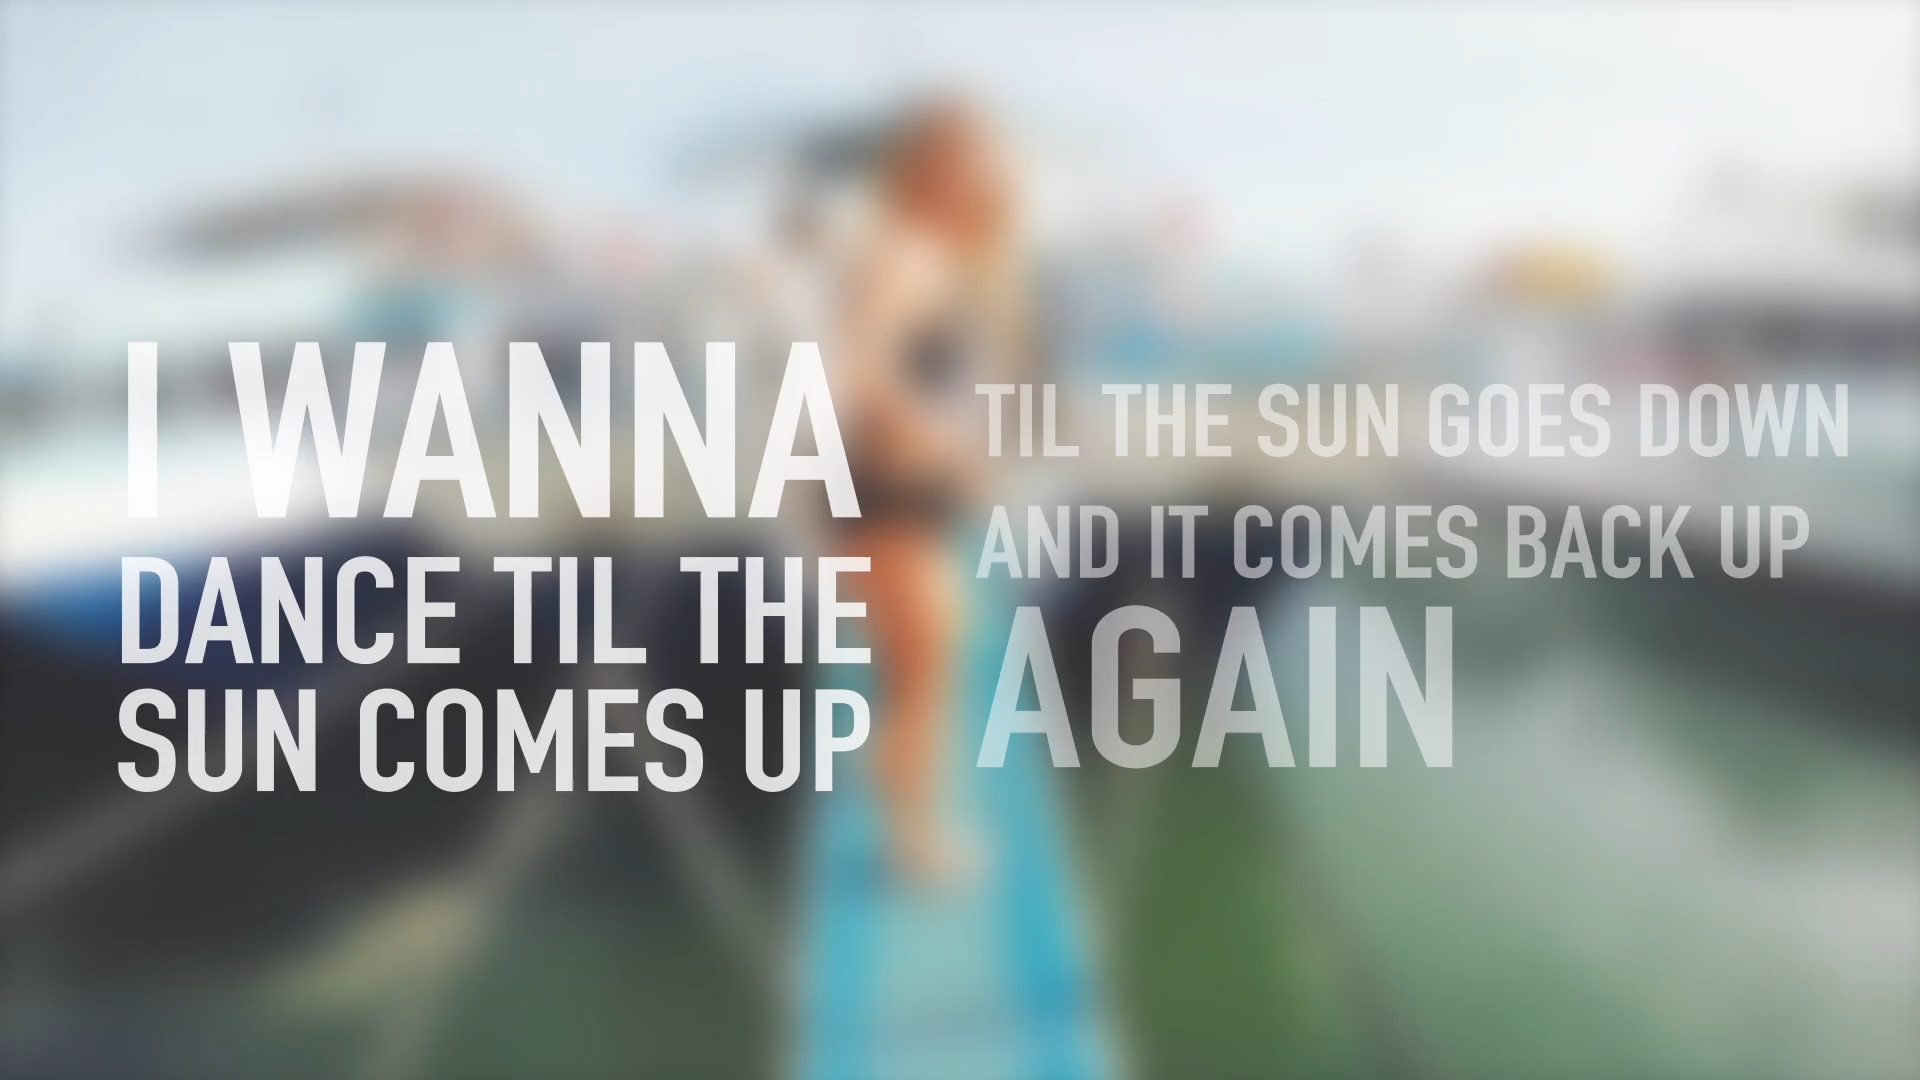 I WANNA
DANCE TIL THE
SUN COMES UP
TIL THE SUN GOES DOWN
AND IT COMES BACK UP
AGAIN